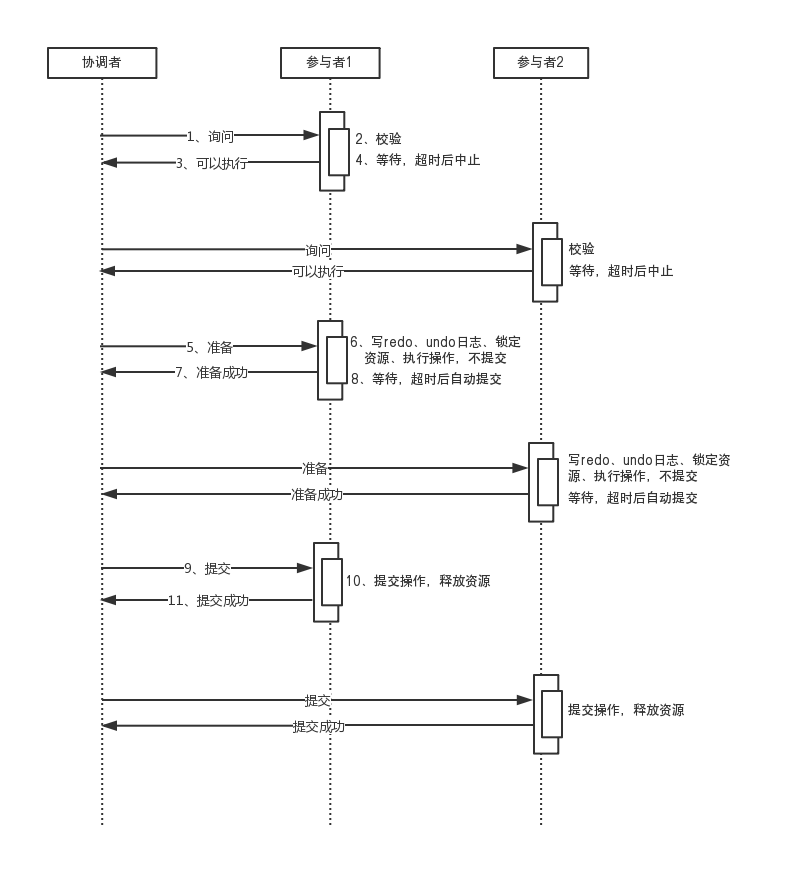 协调者
参与者1
参与者2
1、询问
2、校验
3、可以执行
4、等待，超时后中止
询问
校验
可以执行
等待，超时后中止
5、准备
6、写redo、undo日志、锁定
资源、执行操作，不提交
7、准备成功
8、等待，超时后自动提交
准备
写redo、undo日志、锁定资
源、执行操作，不提交
准备成功
等待，超时后自动提交
9、提交
10、提交操作，释放资源
11、提交成功
提交
提交操作，释放资源
提交成功